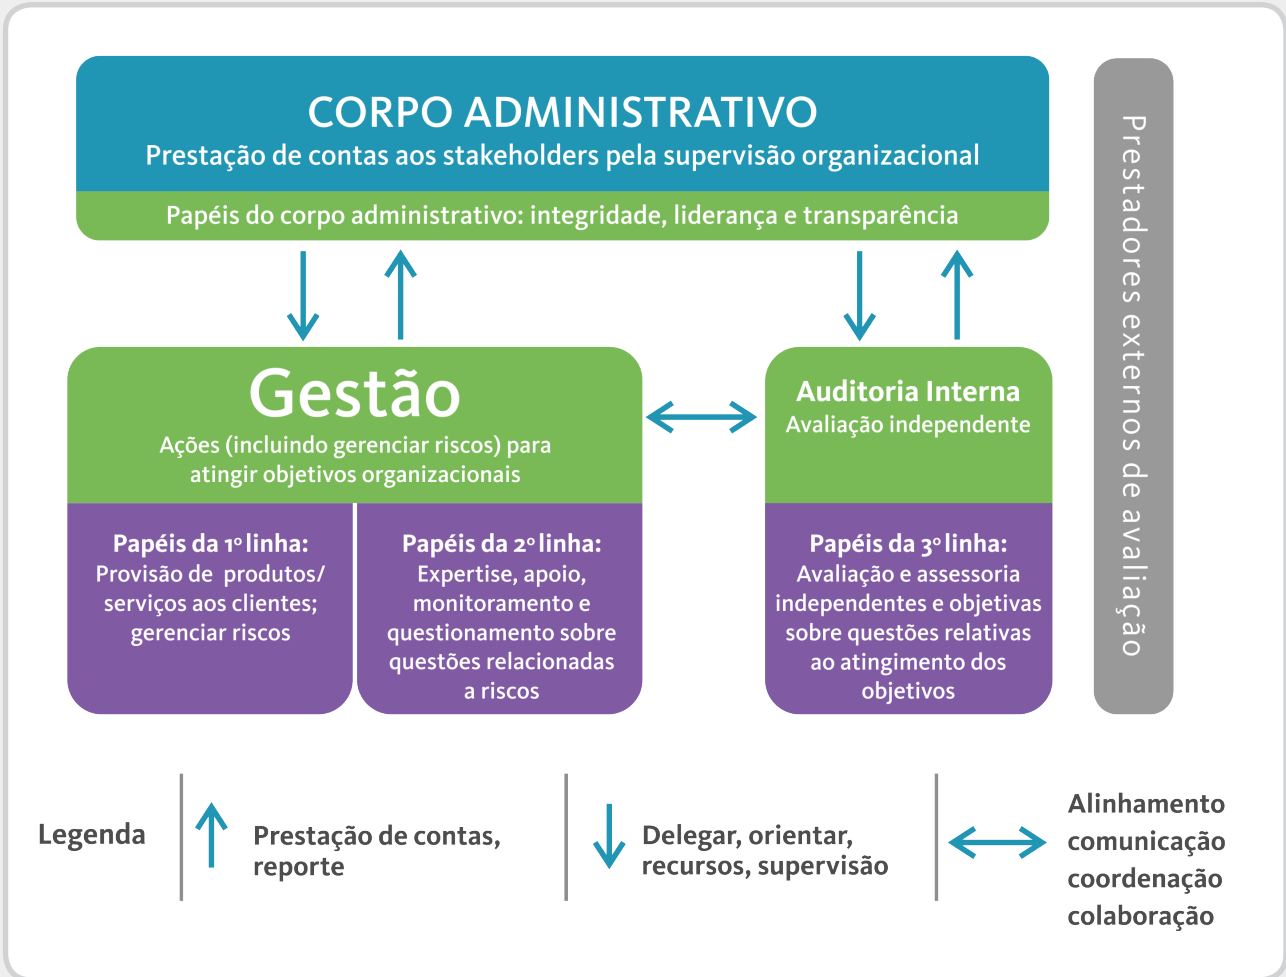 CORPO ADMINISTRATIVO
Prestação de contas aos stakeholders pela supervisão organizacional
Papéis do corpo administrativo: integridade, liderança e transparência
Gestão
Ações (incluindo gerenciar riscos) para
atingir objetivos organizacionais
Papéis da 1º linha:
Provisão de produtos/
serviços aos clientes;
gerenciar riscos
Papéis da 2º linha:
Expertise, apoio,
monitoramento e
questionamento sobre
questões relacionadas
a riscos
Auditoria Interna
Avaliação independente
Papéis da 3º linha:
Avaliação e assessoria
independentes e objetivas
sobre questões relativas
ao atingimento dos
objetivos
Prestadores externos de avaliação
Legenda
Prestação de contas,
reporte
Delegar, orientar,
recursos, supervisão
Alinhamento
comunicação
coordenação
colaboração